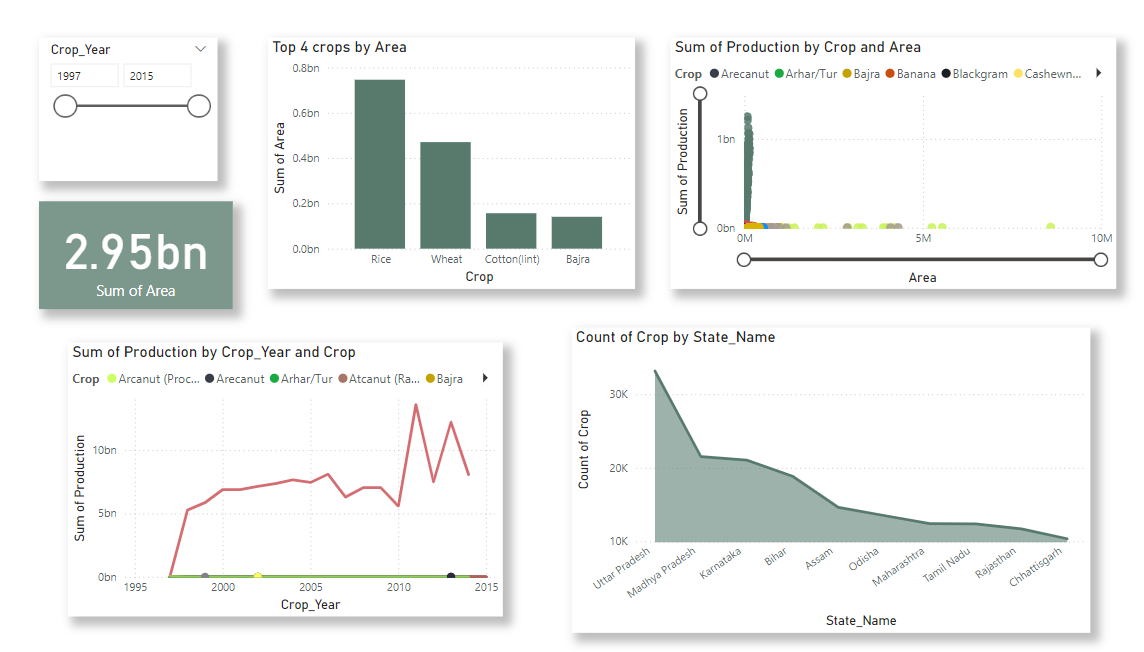 Crop_Year
1997 2015
2.95bn
Sum of Area
Top 4 crops by Area
0.8bn
0.6bn
0.4bn
0.2bn
0.0bn
Sum of Area
Rice Wheat Cotton(lint) Bajra
Crop
Sum of Production by Crop and Area
Crop Arecanut Arhar/Tur Bajra Banana Blackgram Cashewn...
1bn
0bn
Sum of Production
0M 5M 10M
Area
Sum of Production by Crop_Year and Crop
Crop Arcanut (Proc... Arecanut Arhar/Tur Atcanut (Ra... Bajra
10bn
5bn
0bn
Sum of Production
1995 2000 2005 2010 2015
Crop_Year
Count of Crop by State_Name
30K
20K
10K
Count of Crop
Uttar Pradesh Madhya Pradesh Karnataka Bihar Assam Odisha Maharashtra Tamil Nadu Rajasthan Chhattisgarh
State_Name